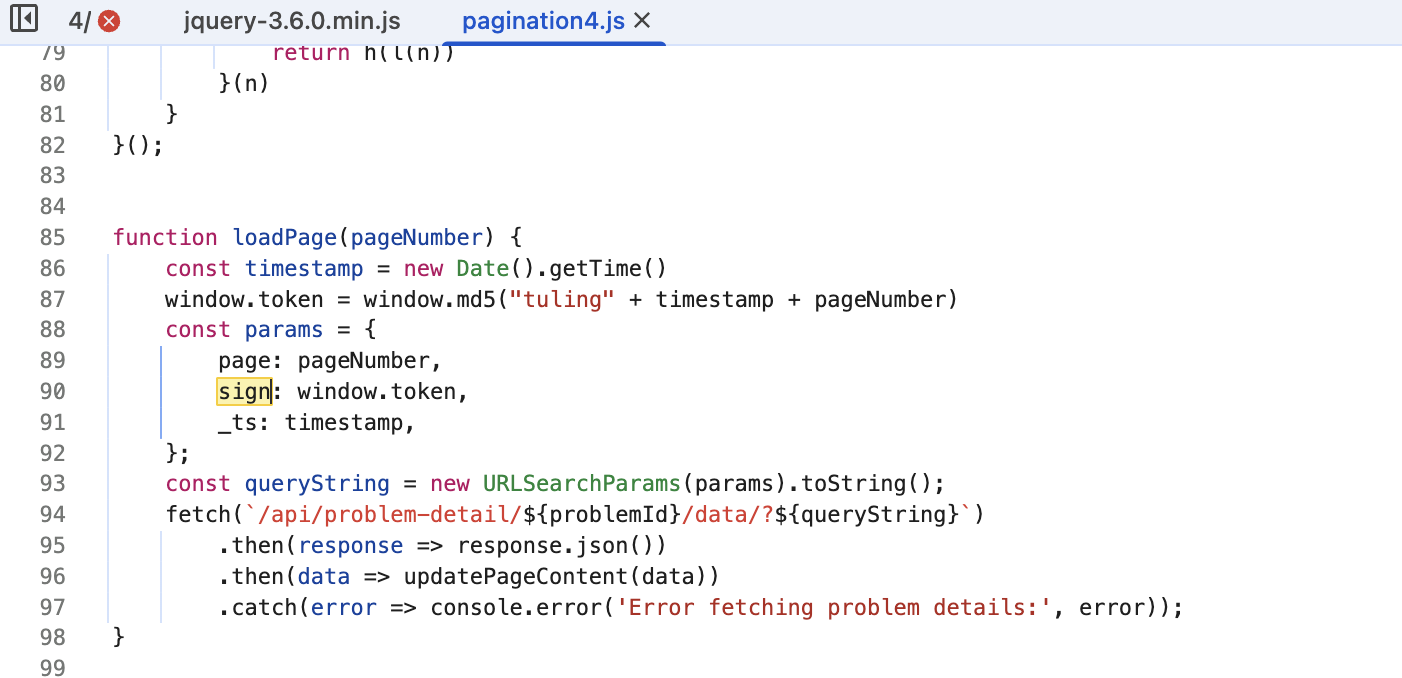 4/ jquery-3.6.0.min.js pagination4.js
79 return h(l(n))
80 }(n)
81 }
82 }();
83
84
85 function loadPage(pageNumber) {
86 const timestamp = new Date().getTime()
87 window.token = window.md5("tuling" + timestamp + pageNumber)
88 const params = {
89 page: pageNumber,
90 sign: window.token,
91 _ts: timestamp,
92 };
93 const queryString = new URLSearchParams(params).toString();
94 fetch(`/api/problem-detail/${problemId}/data/?${queryString}`)
95 .then(response => response.json())
96 .then(data => updatePageContent(data))
97 .catch(error => console.error('Error fetching problem details:', error));
98 }
99